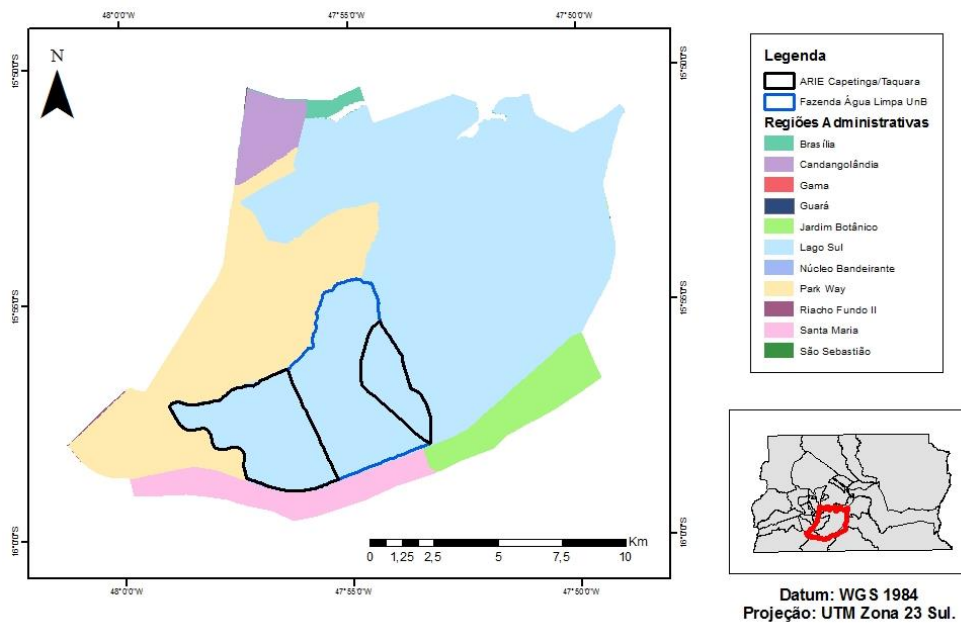 48°0'0"W
47°55'0"W
47°50'0"W
N
15°50'0"S
15°50'0"S
15°55'0"S
15°55'0"S
16°0'0"S
16°0'0"S
Km
0 1,25 2,5 5 7,5 10
48°0'0"W
47°55'0"W
47°50'0"W
Legenda
ARIE Capetinga/Taquara
Fazenda Água Limpa UnB
Regiões Administrativas
Brasília
Candangolândia
Gama
Guará
Jardim Botânico
Lago Sul
Núcleo Bandeirante
Park Way
Riacho Fundo II
Santa Maria
São Sebastião
Datum: WGS 1984
Projeção: UTM Zona 23 Sul.